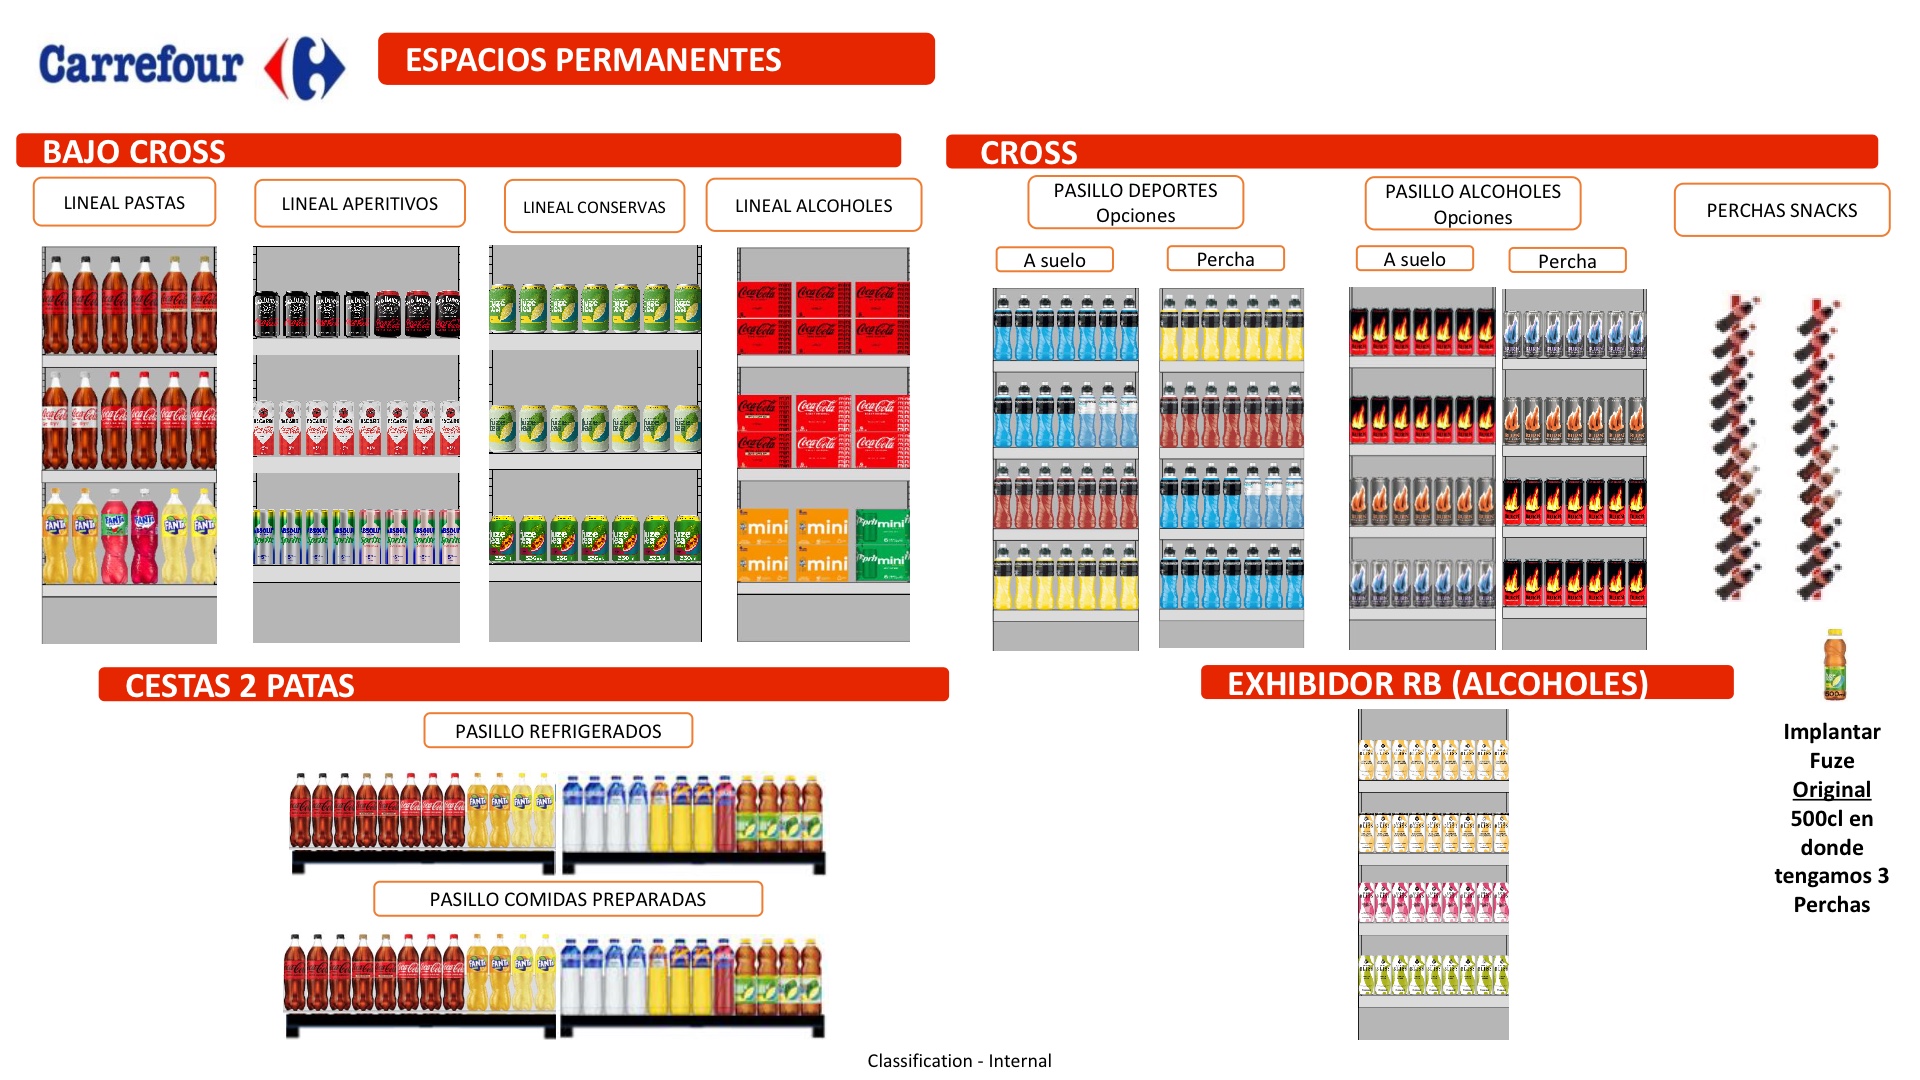 Carrefour
ESPACIOS PERMANENTES
BAJO CROSS
LINEAL PASTAS
LINEAL APERITIVOS
LINEAL CONSERVAS
LINEAL ALCOHOLES
CROSS
PASILLO DEPORTES
Opciones
A suelo
Percha
PASILLO ALCOHOLES
Opciones
A suelo
Percha
PERCHAS SNACKS
CESTAS 2 PATAS
PASILLO REFRIGERADOS
PASILLO COMIDAS PREPARADAS
EXHIBIDOR RB (ALCOHOLES)
Implantar
Fuze
Original
500cl en
donde
tengamos 3
Perchas
Classification - Internal